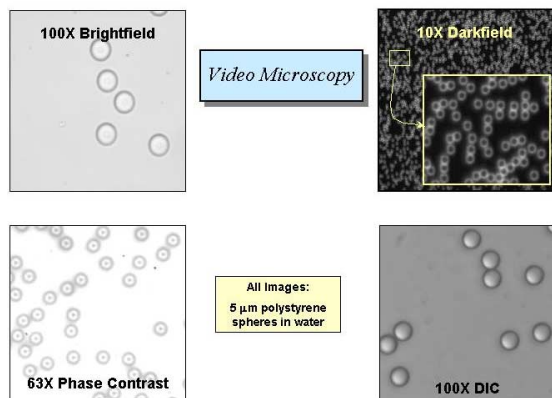 100X Brightfield
Video Microscopy
10X Darkfield
All Images:
5 μm polystyrene
spheres in water
63X Phase Contrast
100X DIC